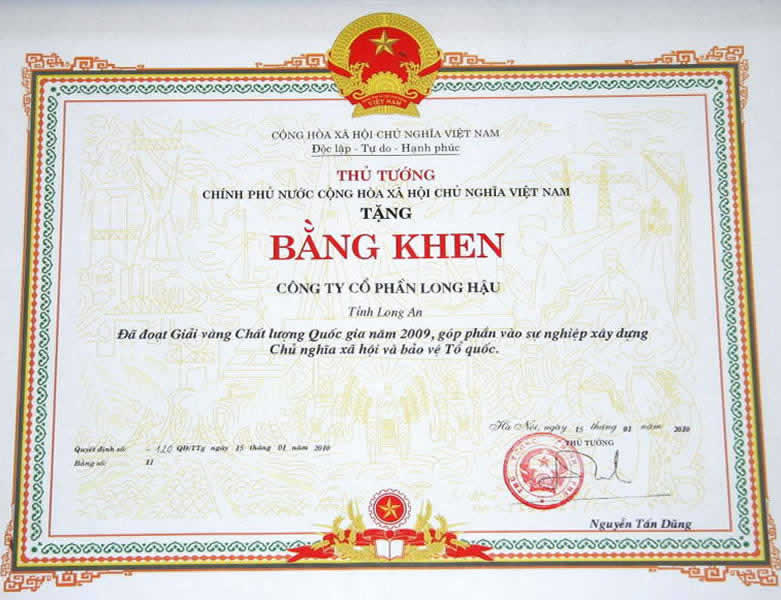 VIỆT NAM
CỘNG HÒA XÃ HỘI CHỦ NGHĨA VIỆT NAM
Độc lập - Tự do - Hạnh phúc
THỦ TƯỚNG
CHÍNH PHỦ NƯỚC CỘNG HÒA XÃ HỘI CHỦ NGHĨA VIỆT NAM
TẶNG
BẰNG KHEN
CÔNG TY CỔ PHẦN LONG HẬU
Tỉnh Long An
Đã đoạt Giải vàng Chất lượng Quốc gia năm 2009, góp phần vào sự nghiệp xây dựng
Chủ nghĩa xã hội và bảo vệ Tổ quốc.
Hà Nội, ngày 15 tháng 01 năm 2010
THỦ TƯỚNG
Quyết định số: - 120 QĐ/TTg ngày 15 tháng 01 năm 2010
Bảng số: 11
Nguyễn Tấn Dũng